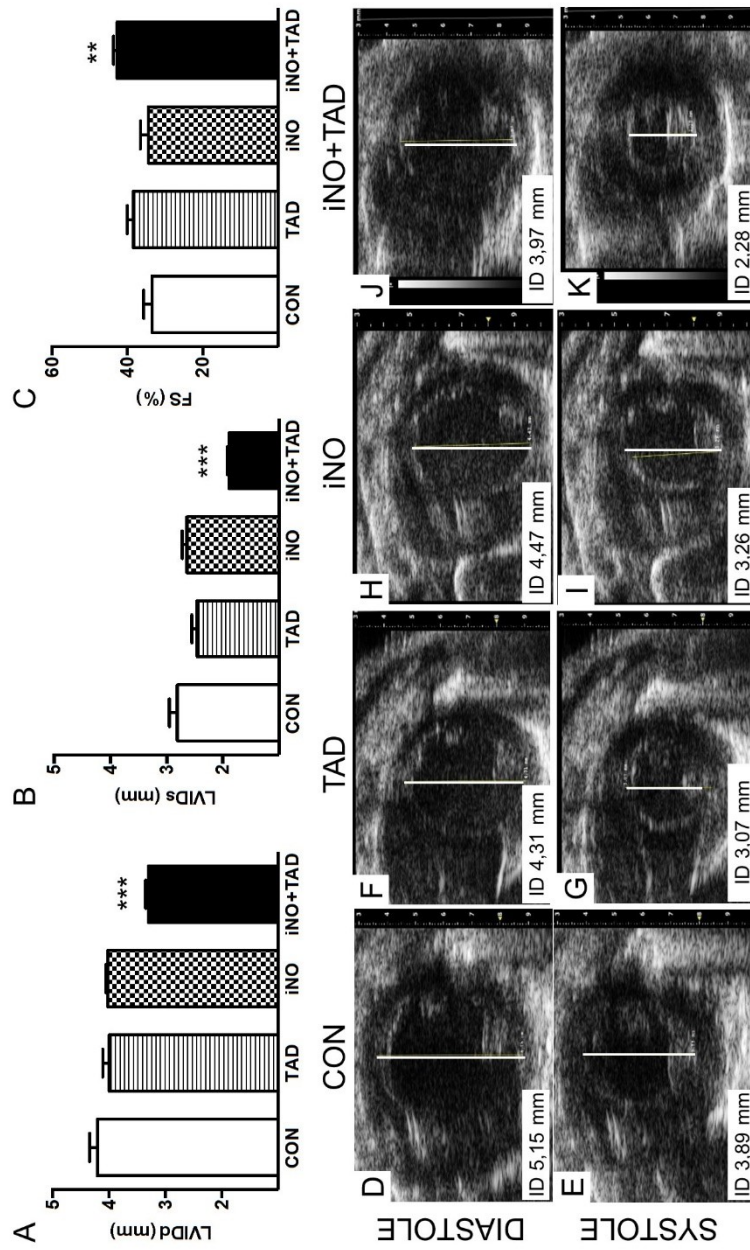 A
LVIDd (mm)
5
4
3
2
CON
TAD
iNO
iNO+TAD
***
B
LVIDs (mm)
5
4
3
2
CON
TAD
iNO
iNO+TAD
***
C
FS (%)
60
40
20
CON
TAD
iNO
iNO+TAD
**
CON
TAD
iNO
iNO+TAD
DIASTOLE
D
ID 5,15 mm
F
ID 4,31 mm
H
ID 4,47 mm
J
ID 3,97 mm
SYSTOLE
E
ID 3,89 mm
G
ID 3,07 mm
I
ID 3,26 mm
K
ID 2,28 mm